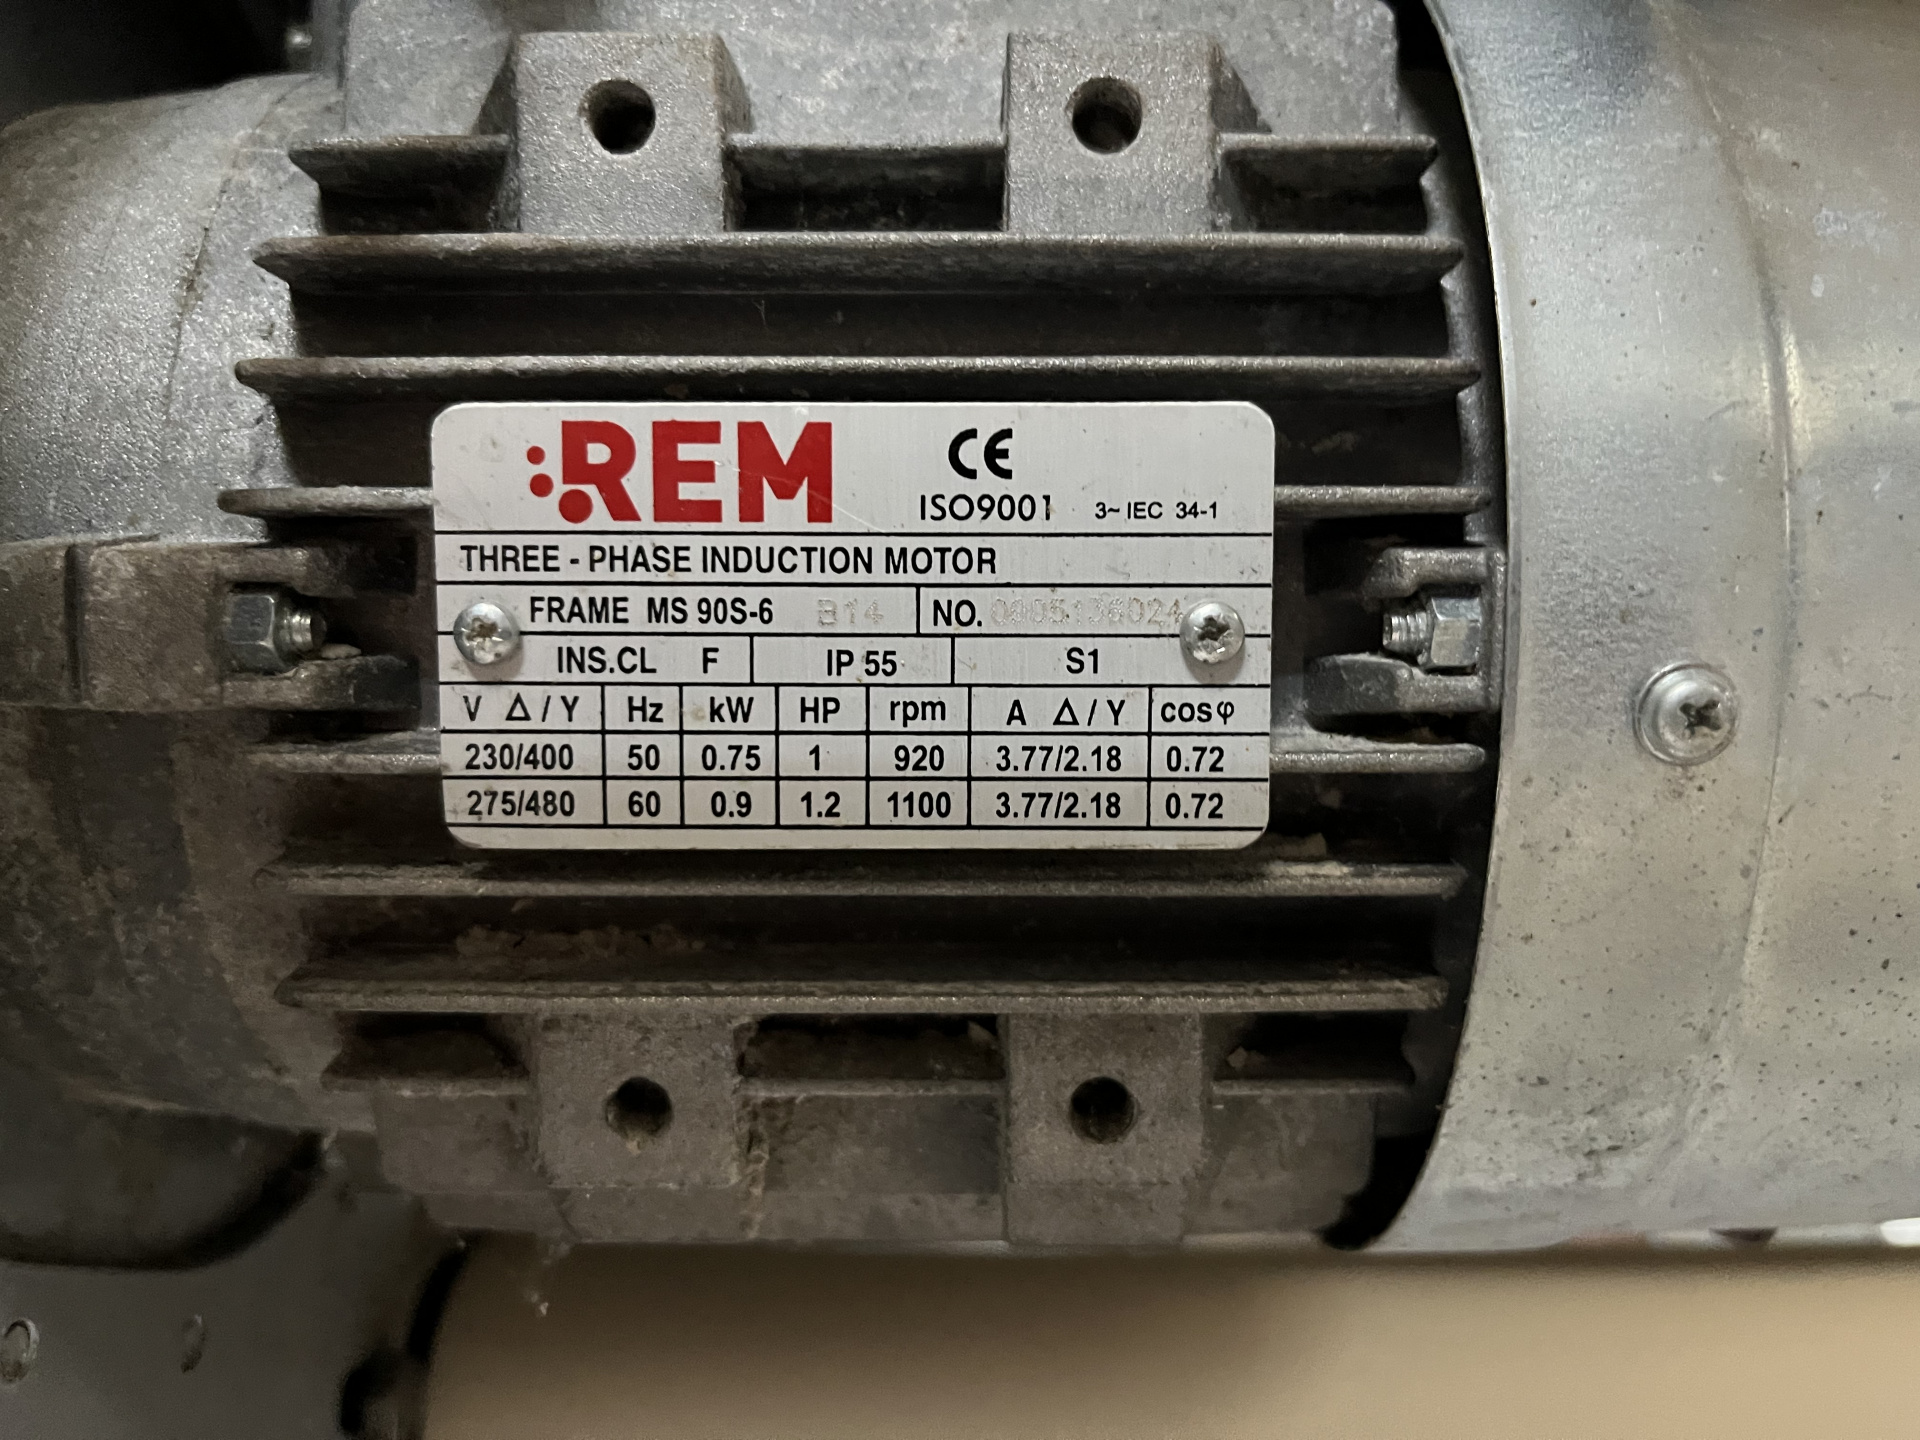 REM CE
ISO9001 3~ IEC 34-1
THREE - PHASE INDUCTION MOTOR
FRAME MS 90S-6 B14 NO. 0005136024
INS.CL F IP 55 S1
V Δ/Y Hz kW HP rpm A Δ/Y cosφ
230/400 50 0.75 1 920 3.77/2.18 0.72
275/480 60 0.9 1.2 1100 3.77/2.18 0.72